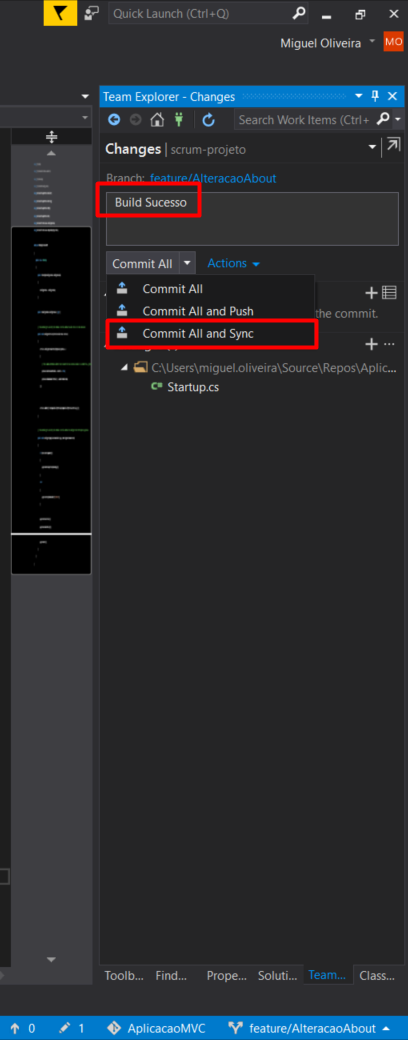 Quick Launch (Ctrl+Q)
Miguel Oliveira
MO
Team Explorer - Changes
Search Work Items (Ctrl+
Changes | scrum-projeto
Branch: feature/AlteracaoAbout
Build Sucesso
Commit All
Actions
Commit All
Commit All and Push
the commit.
Commit All and Sync
C:\Users\miguel.oliveira\Source\Repos\Aplic...
C# Startup.cs
Toolb... Find... Prope... Soluti... Team... Class...
0 1 AplicacaoMVC feature/AlteracaoAbout